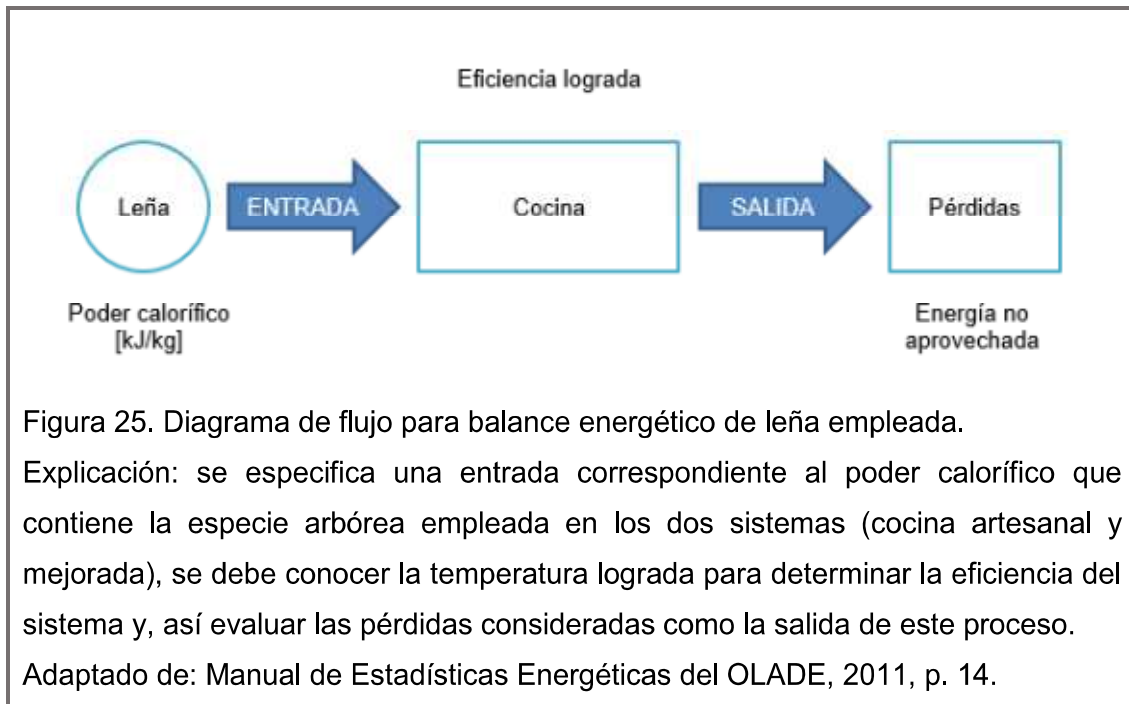 Eficiencia lograda
Leña
ENTRADA
Cocina
SALIDA
Pérdidas
Poder calorífico
[kJ/kg]
Energía no
aprovechada
Figura 25. Diagrama de flujo para balance energético de leña empleada.
Explicación: se especifica una entrada correspondiente al poder calorífico que
contiene la especie arbórea empleada en los dos sistemas (cocina artesanal y
mejorada), se debe conocer la temperatura lograda para determinar la eficiencia del
sistema y, así evaluar las pérdidas consideradas como la salida de este proceso.
Adaptado de: Manual de Estadísticas Energéticas del OLADE, 2011, p. 14.